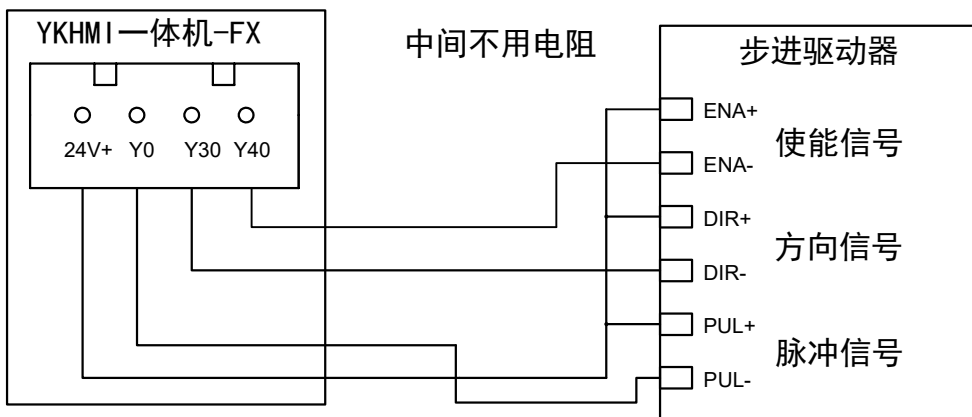 YKHMI一体机-FX
24V+ Y0 Y30 Y40
中间不用电阻
步进驱动器
ENA+
使能信号
ENA-
DIR+
方向信号
DIR-
PUL+
脉冲信号
PUL-